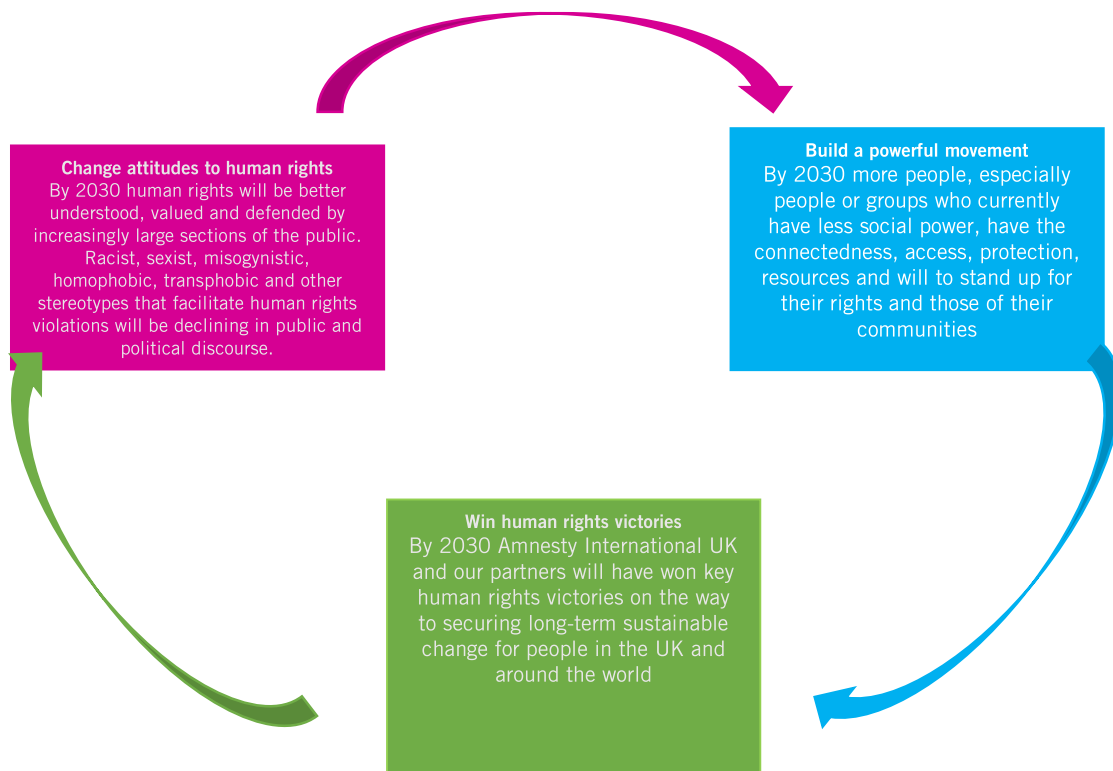 Change attitudes to human rights
By 2030 human rights will be better
understood, valued and defended by
increasingly large sections of the public.
Racist, sexist, misogynistic,
homophobic, transphobic and other
stereotypes that facilitate human rights
violations will be declining in public and
political discourse.
Build a powerful movement
By 2030 more people, especially
people or groups who currently
have less social power, have the
connectedness, access, protection,
resources and will to stand up for
their rights and those of their
communities
Win human rights victories
By 2030 Amnesty International UK
and our partners will have won key
human rights victories on the way
to securing long-term sustainable
change for people in the UK and
around the world